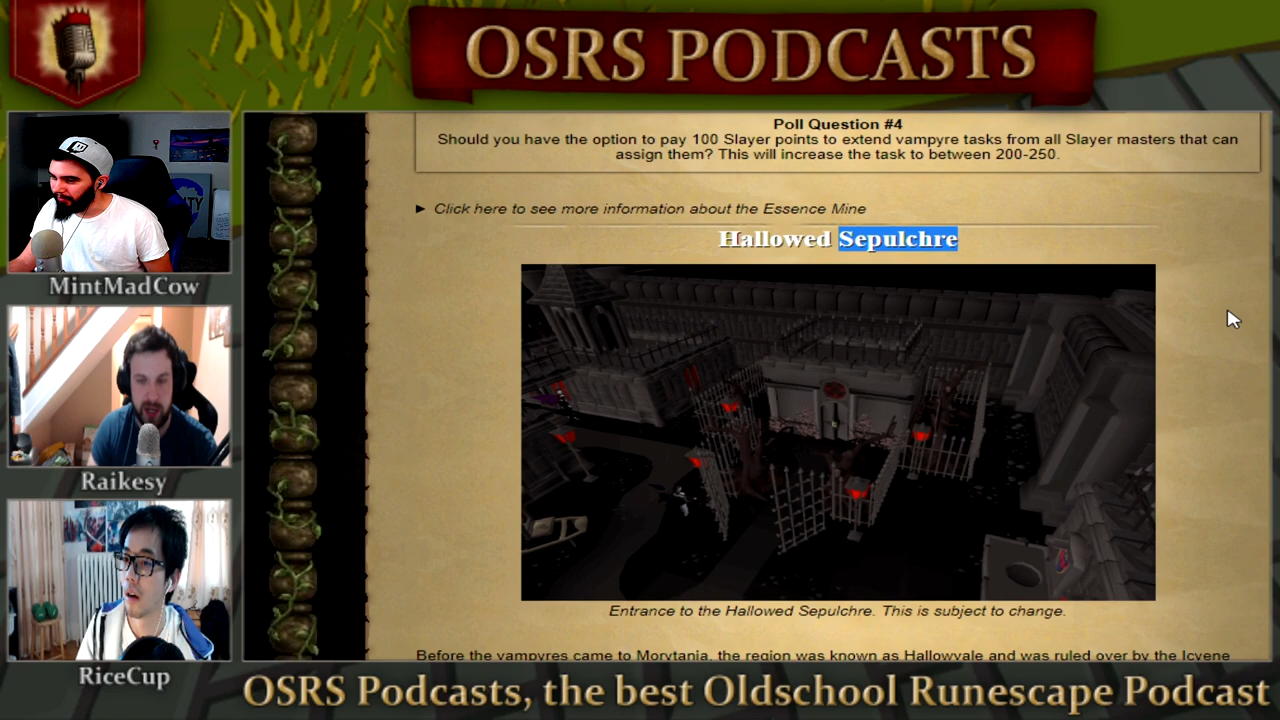 OSRS PODCASTS
Poll Question #4
Should you have the option to pay 100 Slayer points to extend vampyre tasks from all Slayer masters that can
assign them? This will increase the task to between 200-250.
► Click here to see more information about the Essence Mine
Hallowed Sepulchre
MintMadCow
Raikesy
RiceCup
Entrance to the Hallowed Sepulchre. This is subject to change.
Before the vampyres came to Morytania, the region was known as Hallowvale and was ruled over by the Icyene
OSRS Podcasts, the best Oldschool Runescape Podcast